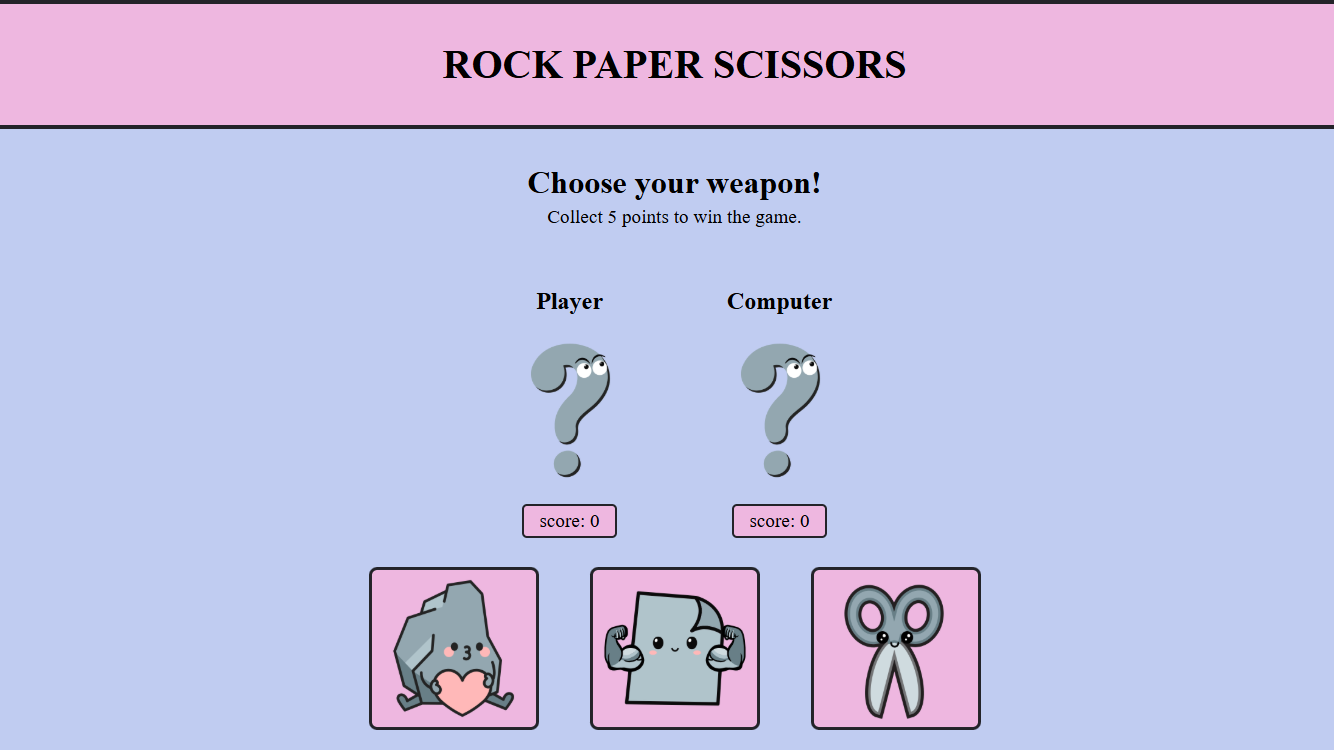 ROCK PAPER SCISSORS
Choose your weapon!
Collect 5 points to win the game.
Player
Computer
score: 0
score: 0